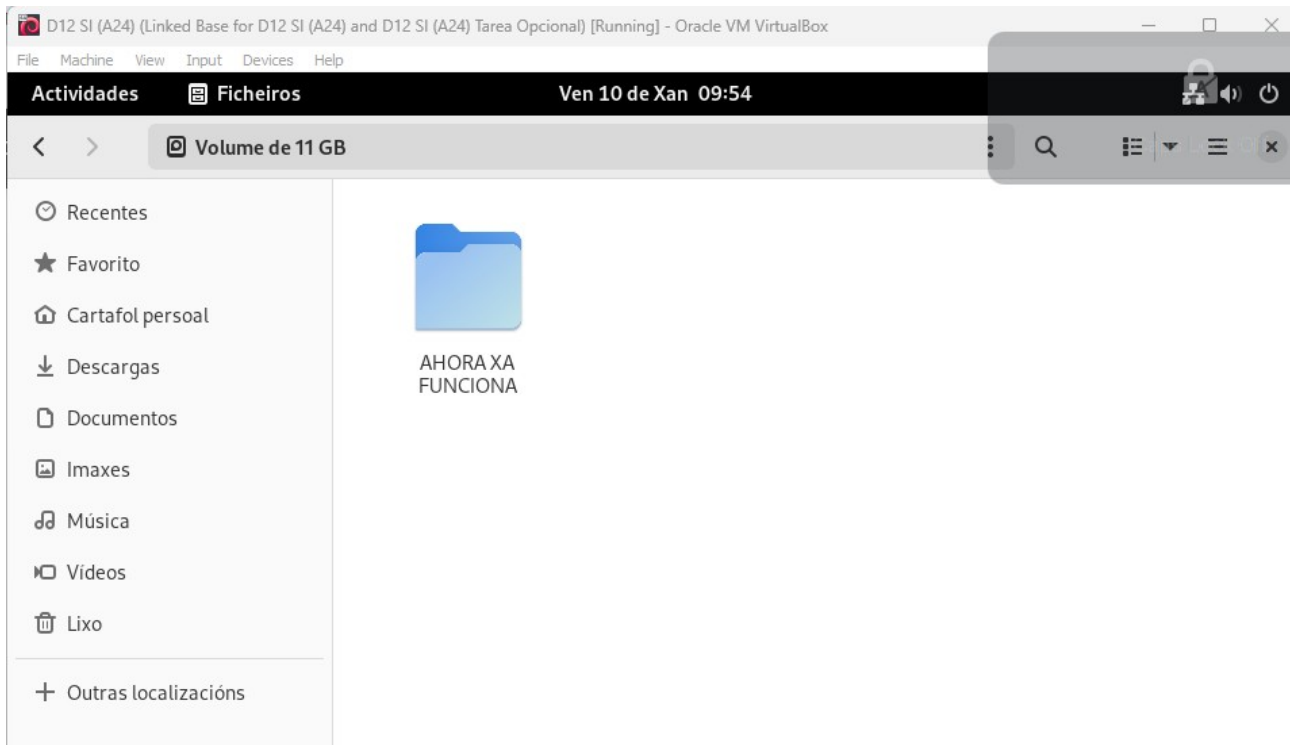 D12 SI (A24) (Linked Base for D12 SI (A24) and D12 SI (A24) Tarea Opcional) [Running] - Oracle VM VirtualBox
File Machine View Input Devices Help
Actividades Ficheiros Ven 10 de Xan 09:54
Volume de 11 GB
Recentes
Favorito
Cartafol persoal
Descargas
Documentos
Imaxes
Música
Vídeos
Lixo
Outras localizacións
AHORA XA
FUNCIONA